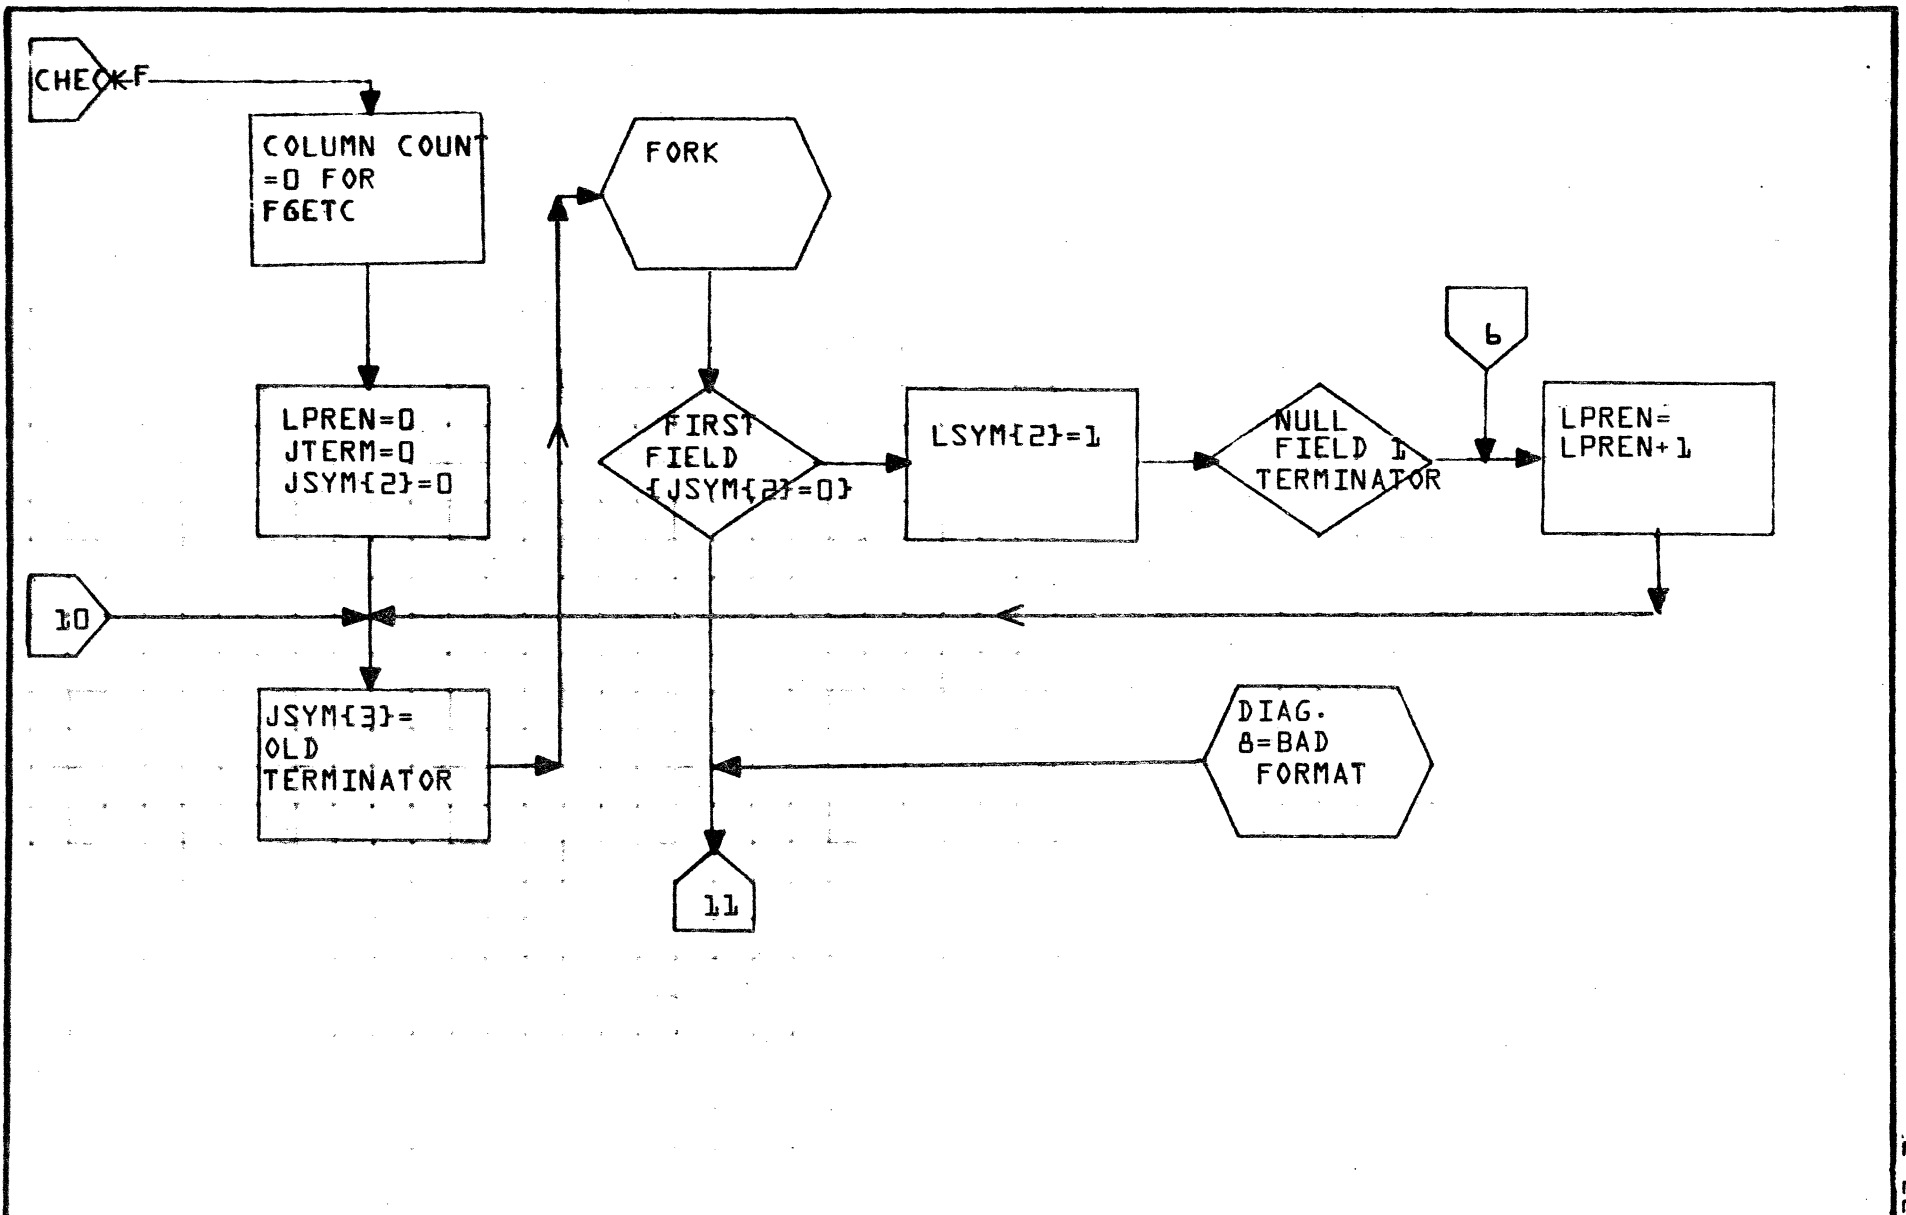 CHECKF
COLUMN COUNT
=0 FOR
FGETC
FORK
6
LPREN=0
JTERM=0
JSYM{2}=0
FIRST
FIELD
{JSYM{2}=0}
LSYM{2}=1
NULL
FIELD 1
TERMINATOR
LPREN=
LPREN+1
10
JSYM{3}=
OLD
TERMINATOR
DIAG.
8=BAD
FORMAT
11